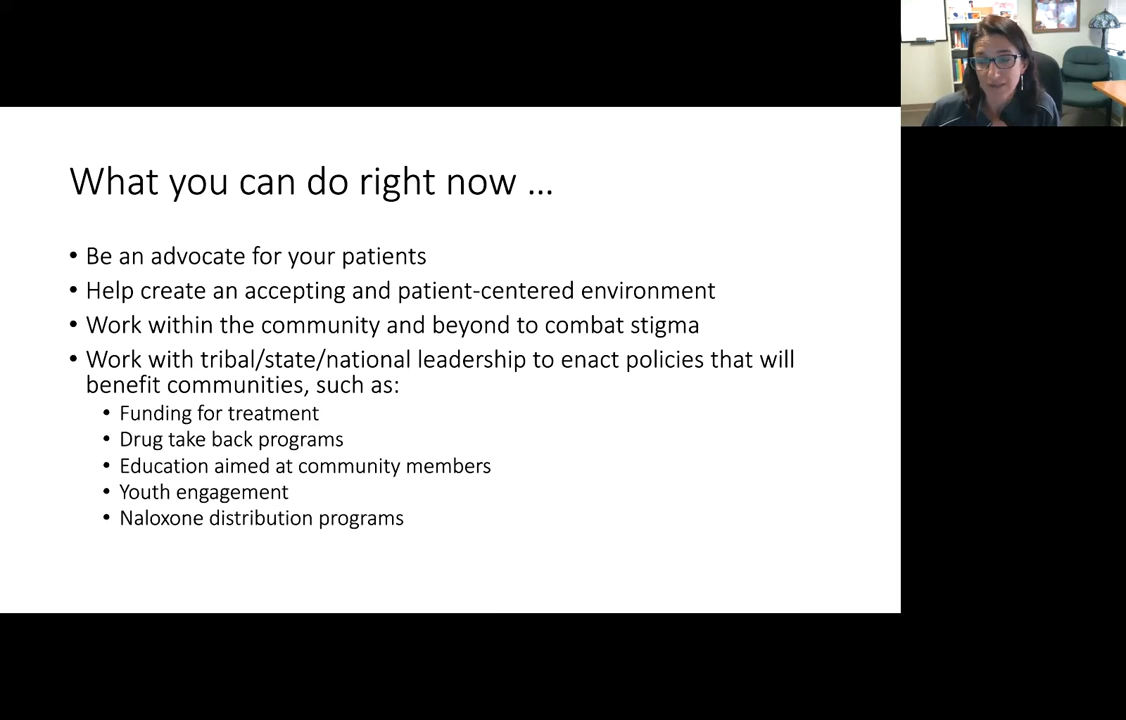 What you can do right now ...
• Be an advocate for your patients
• Help create an accepting and patient-centered environment
• Work within the community and beyond to combat stigma
• Work with tribal/state/national leadership to enact policies that will
benefit communities, such as:
• Funding for treatment
• Drug take back programs
• Education aimed at community members
• Youth engagement
• Naloxone distribution programs